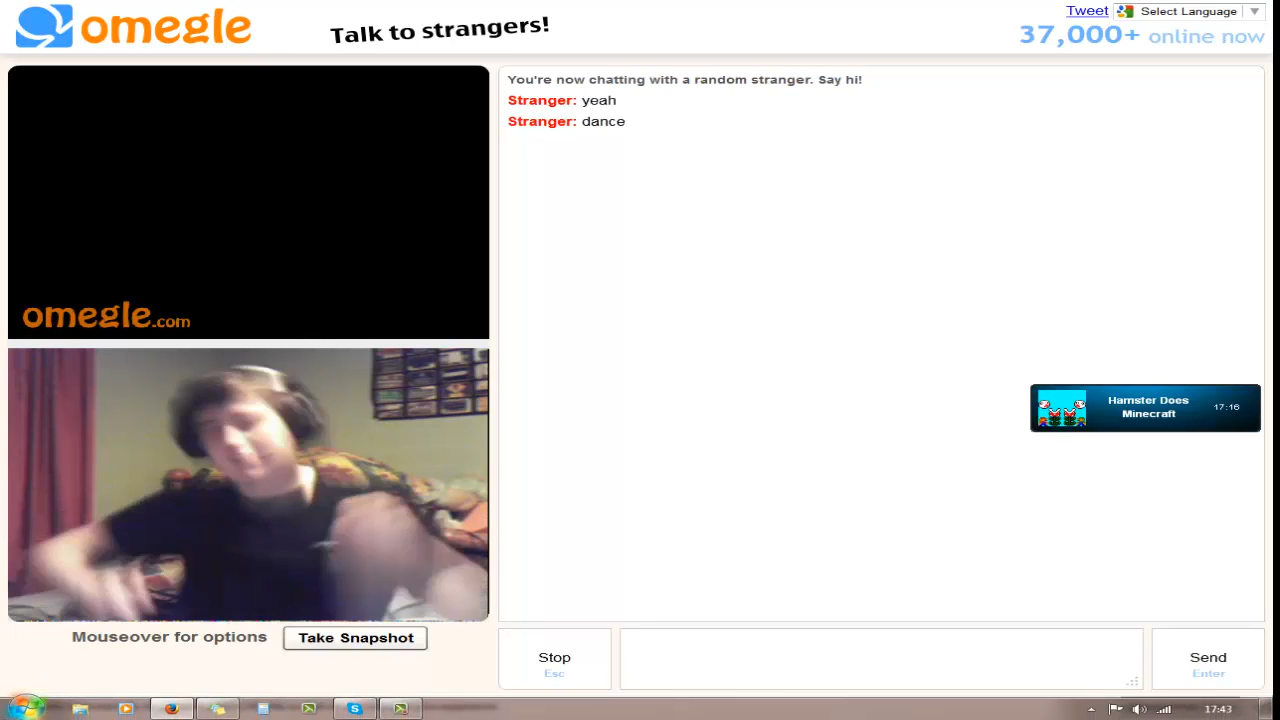 omegle
Talk to strangers!
Tweet
Select Language
37,000+ online now
You're now chatting with a random stranger. Say hi!
Stranger: yeah
Stranger: dance
omegle.com
Hamster Does
Minecraft
17:16
Mouseover for options
Take Snapshot
Stop
Esc
Send
Enter
17:43